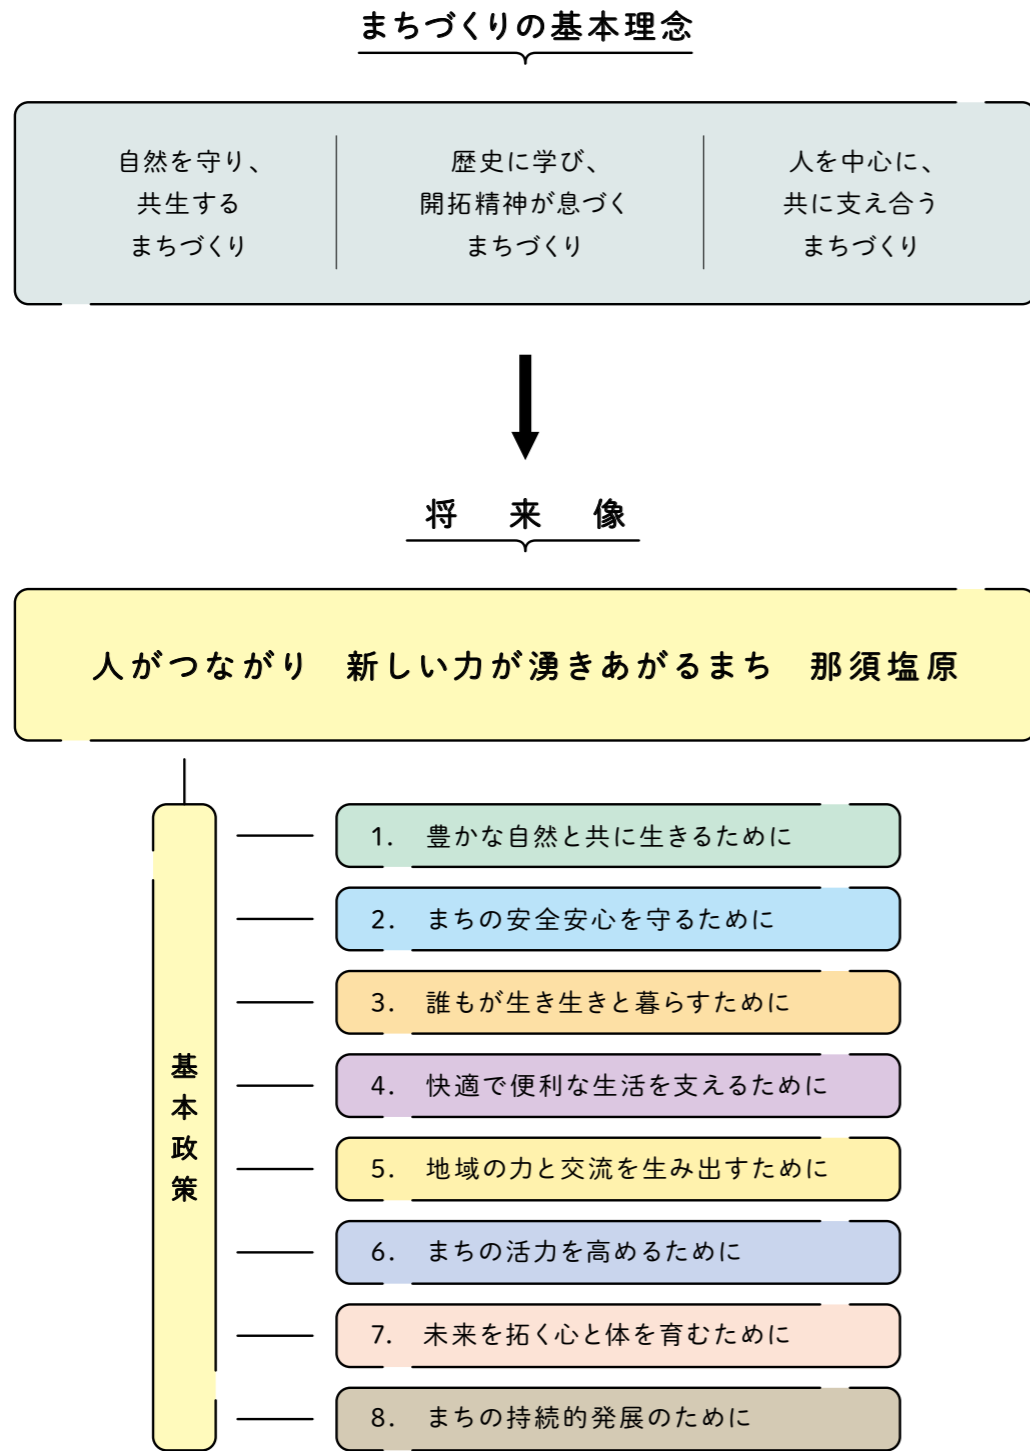 まちづくりの基本理念
自然を守り、
共生する
まちづくり
歴史に学び、
開拓精神が息づく
まちづくり
人を中心に、
共に支え合う
まちづくり
将 来 像
人がつながり 新しい力が湧きあがるまち 那須塩原
基本政策
1. 豊かな自然と共に生きるために
2. まちの安全安心を守るために
3. 誰もが生き生きと暮らすために
4. 快適で便利な生活を支えるために
5. 地域の力と交流を生み出すために
6. まちの活力を高めるために
7. 未来を拓く心と体を育むために
8. まちの持続的発展のために